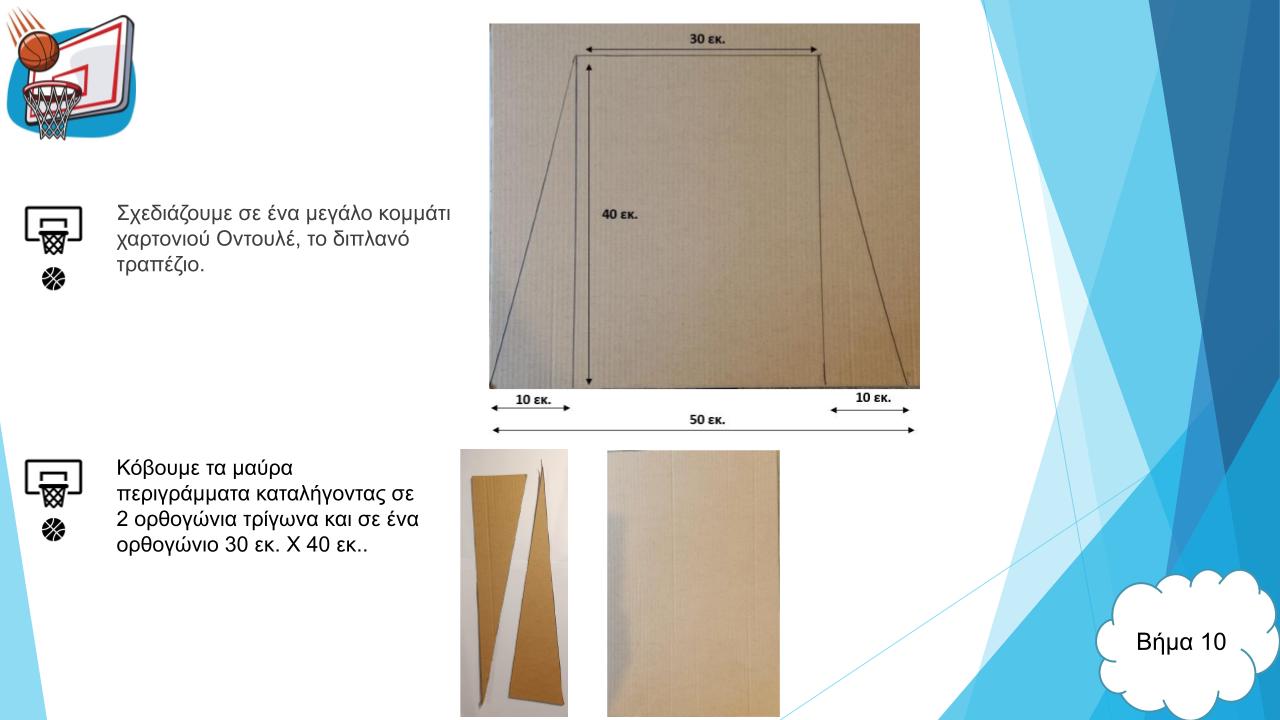 30 εκ.
Σχεδιάζουμε σε ένα μεγάλο κομμάτι
χαρτονιού Οντουλέ, το διπλανό
τραπέζιο.
40 εκ.
10 εκ.
10 εκ.
50 εκ.
Κόβουμε τα μαύρα
περιγράμματα καταλήγοντας σε
2 ορθογώνια τρίγωνα και σε ένα
ορθογώνιο 30 εκ. Χ 40 εκ..
Βήμα 10